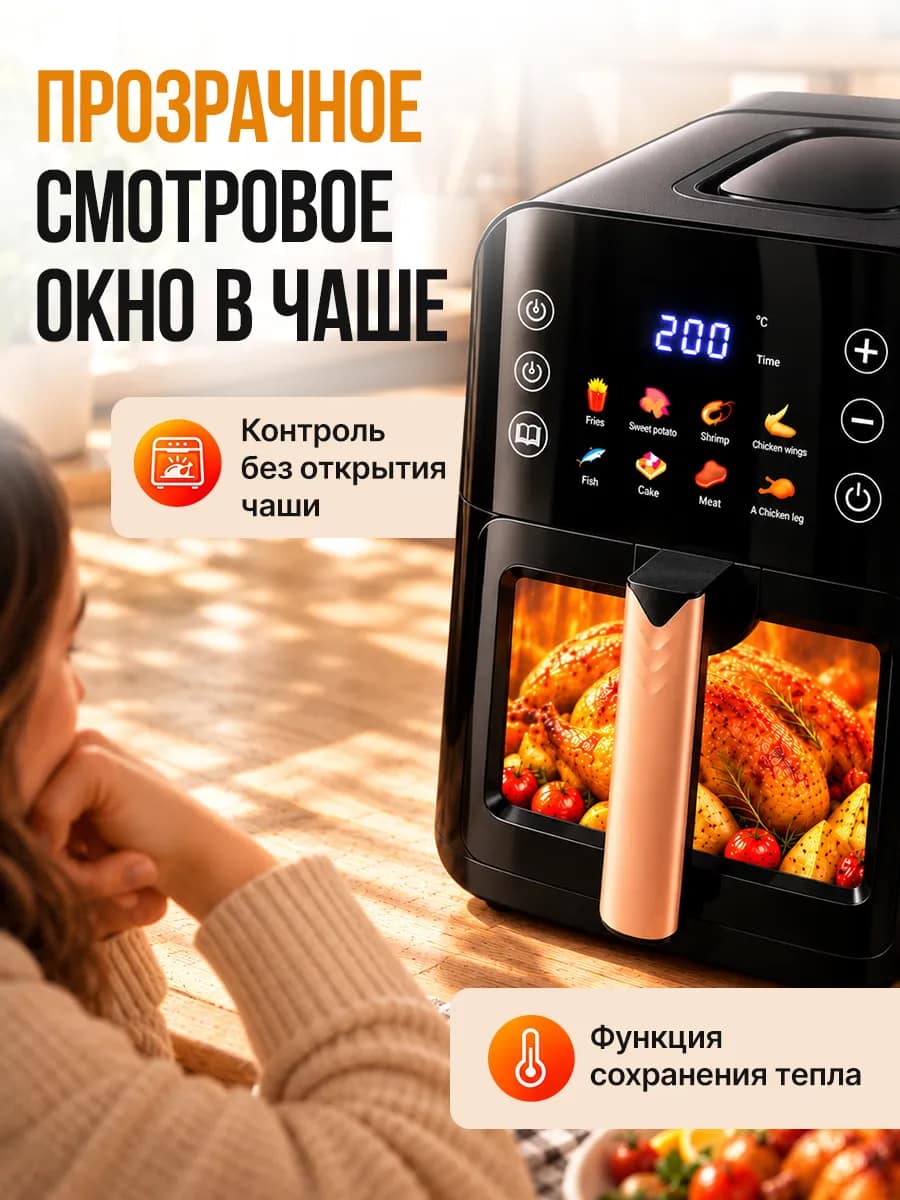 ПРОЗРАЧНОЕ
СМОТРОВОЕ
ОКНО В ЧАШЕ
Контроль
без открытия
чаши
200
°C
Time
Fries
Sweet potato
Shrimp
Chicken wings
Fish
Cake
Meat
A Chicken leg
Функция
сохранения тепла